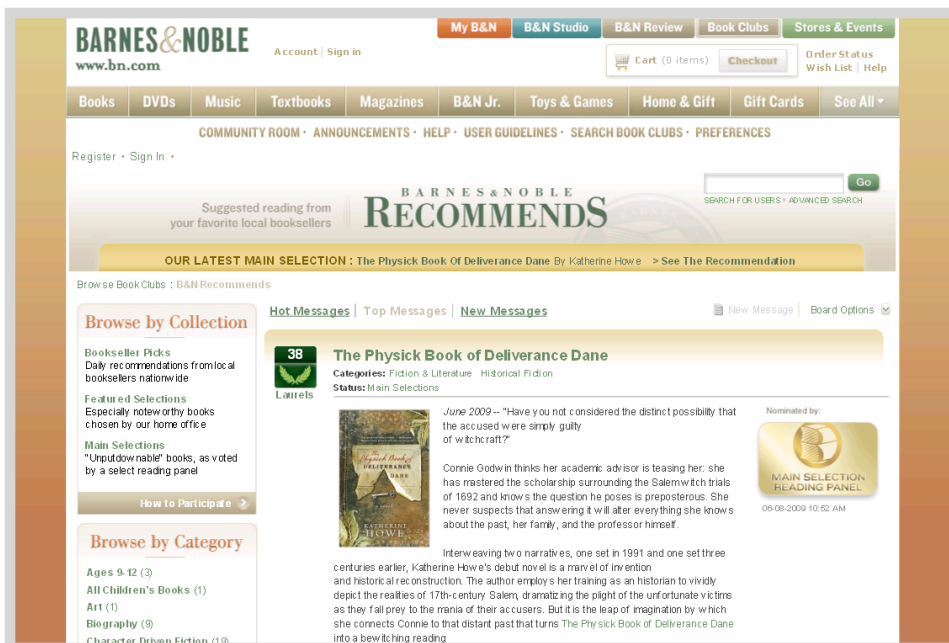 BARNES&NOBLE
www.bn.com
Account | Sign in
My B&N
B&N Studio
B&N Review
Book Clubs
Stores & Events
Cart (0 items)
Checkout
Order Status
Wish List | Help
Books
DVDs
Music
Textbooks
Magazines
B&N Jr.
Toys & Games
Home & Gift
Gift Cards
See All
COMMUNITY ROOM · ANNOUNCEMENTS · HELP · USER GUIDELINES · SEARCH BOOK CLUBS · PREFERENCES
Register · Sign In ·
Suggested reading from
your favorite local booksellers
BARNES & NOBLE
RECOMMENDS
Go
SEARCH FOR USERS · ADVANCED SEARCH
OUR LATEST MAIN SELECTION : The Physick Book Of Deliverance Dane By Katherine Howe > See The Recommendation
Browse Book Clubs : B&N Recommends
Browse by Collection
Bookseller Picks
Daily recommendations from local
booksellers nationwide
Featured Selections
Especially noteworthy books
chosen by our home office
Main Selections
"Unputdownable" books, as voted
by a select reading panel
How to Participate
Browse by Category
Ages 9-12 (3)
All Children's Books (1)
Art (1)
Biography (9)
Character Driven Fiction (19)
Hot Messages | Top Messages | New Messages
New Message | Board Options
38
Laurels
The Physick Book of Deliverance Dane
Categories: Fiction & Literature Historical Fiction
Status: Main Selections
The
Physick Book of
DELIVERANCE
DANE
KATHERINE
HOWE
June 2009 -- "Have you not considered the distinct possibility that
the accused were simply guilty
of witchcraft?"
Connie Godwin thinks her academic advisor is teasing her: she
has mastered the scholarship surrounding the Salem witch trials
of 1692 and knows the question he poses is preposterous. She
never suspects that answering it will alter everything she knows
about the past, her family, and the professor himself.
Interweaving two narratives, one set in 1991 and one set three
centuries earlier, Katherine Howe's debut novel is a marvel of invention
and historical reconstruction. The author employs her training as an historian to vividly
depict the realities of 17th-century Salem, dramatizing the plight of the unfortunate victims
as they fall prey to the mania of their accusers. But it is the leap of imagination by which
she connects Connie to that distant past that turns The Physick Book of Deliverance Dane
into a bewitching reading
Nominated by:
MAIN SELECTION
READING PANEL
06-08-2009 10:52 AM